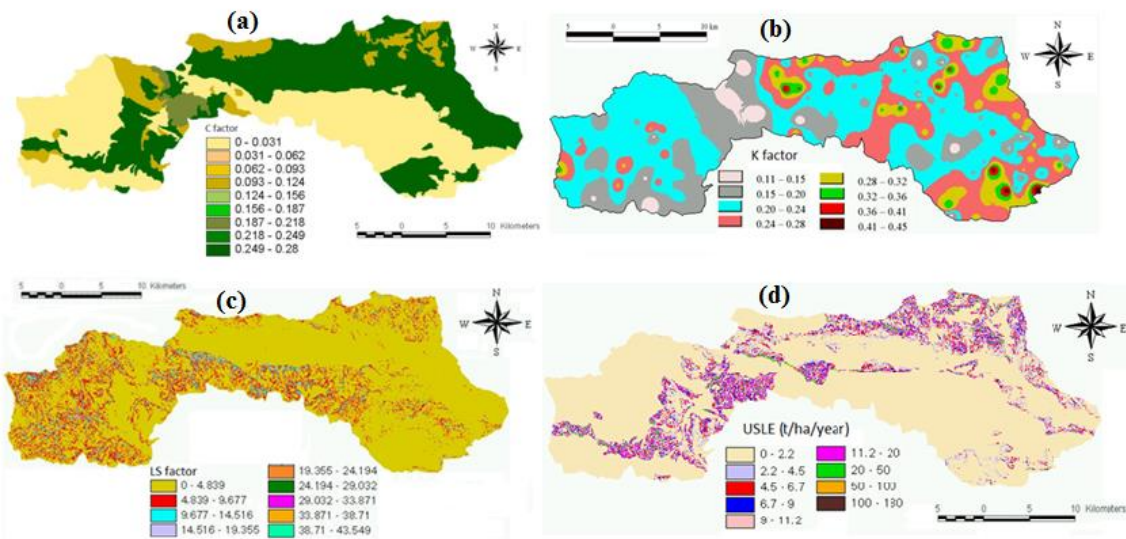 (a)
N
W E
S
C factor
0 - 0.031
0.031 - 0.062
0.062 - 0.093
0.093 - 0.124
0.124 - 0.156
0.156 - 0.187
0.187 - 0.218
0.218 - 0.249
0.249 - 0.28
5 0 5 10 Kilometers
(b)
5 0 5 10 km
N
W E
S
K factor
0.11 – 0.15
0.15 – 0.20
0.20 – 0.24
0.24 – 0.28
0.28 – 0.32
0.32 – 0.36
0.36 – 0.41
0.41 – 0.45
(c)
5 0 5 10 Kilometers
N
W E
S
LS factor
0 - 4.839
4.839 - 9.677
9.677 - 14.516
14.516 - 19.355
19.355 - 24.194
24.194 - 29.032
29.032 - 33.871
33.871 - 38.71
38.71 - 43.549
(d)
N
W E
S
USLE (t/ha/year)
0 - 2.2
2.2 - 4.5
4.5 - 6.7
6.7 - 9
9 - 11.2
11.2 - 20
20 - 50
50 - 100
100 - 180
5 0 5 10 Kilometers